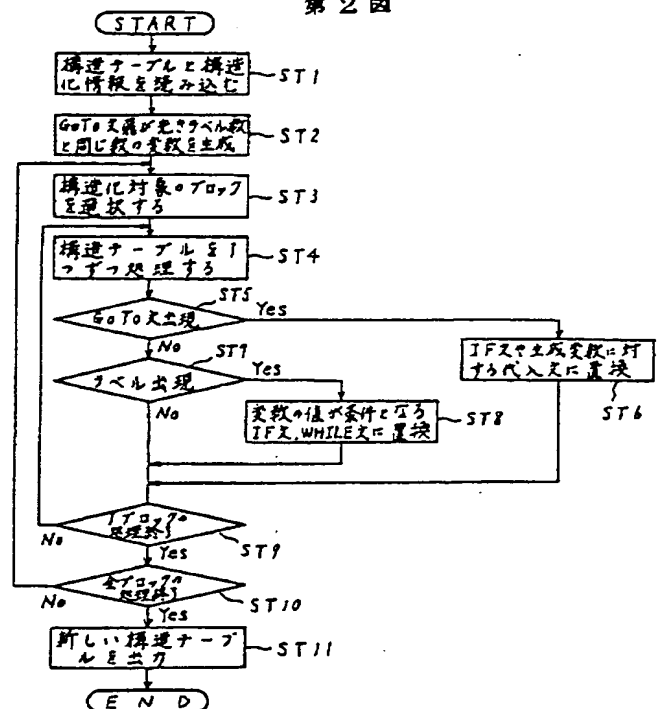 第2図
START
構造テーブルと構造
化情報を読み込む
ST1
GoTo文飛び先ラベル数
と同じ数の変数を生成
ST2
構造化対象のブロック
を選択する
ST3
構造テーブルを1
つずつ処理する
ST4
ST5
GoTo文出現
Yes
No
IF文や生成変数に対
する代入文に置換
ST6
ST7
ラベル出現
Yes
No
変数の値が条件となる
IF文,WHILE文に置換
ST8
1ブロックの
処理終了
No
Yes
ST9
全ブロックの
処理終了
No
Yes
ST10
新しい構造テーブ
ルを出力
ST11
END